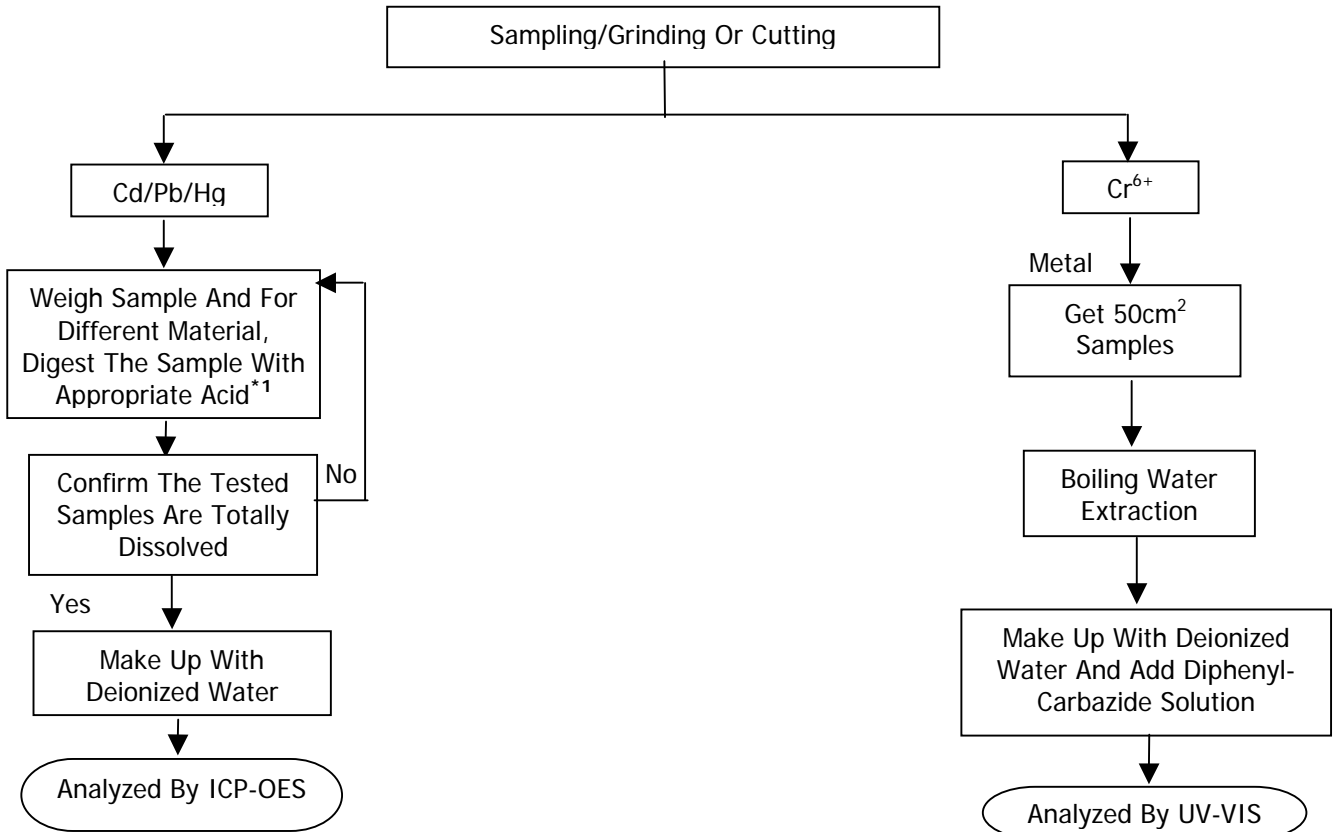 Sampling/Grinding Or Cutting
Cd/Pb/Hg
Weigh Sample And For
Different Material,
Digest The Sample With
Appropriate Acid*1
No
Confirm The Tested
Samples Are Totally
Dissolved
Yes
Make Up With
Deionized Water
Analyzed By ICP-OES
Cr6+
Metal
Get 50cm2
Samples
Boiling Water
Extraction
Make Up With Deionized
Water And Add Diphenyl-
Carbazide Solution
Analyzed By UV-VIS